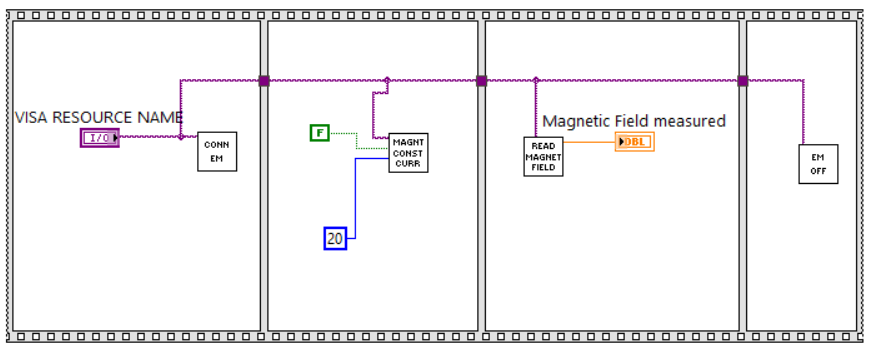 VISA RESOURCE NAME
I/O
CONN
EM
F
MAGNT
CONST
CURR
20
READ
MAGNET
FIELD
Magnetic Field measured
DBL
EM
OFF